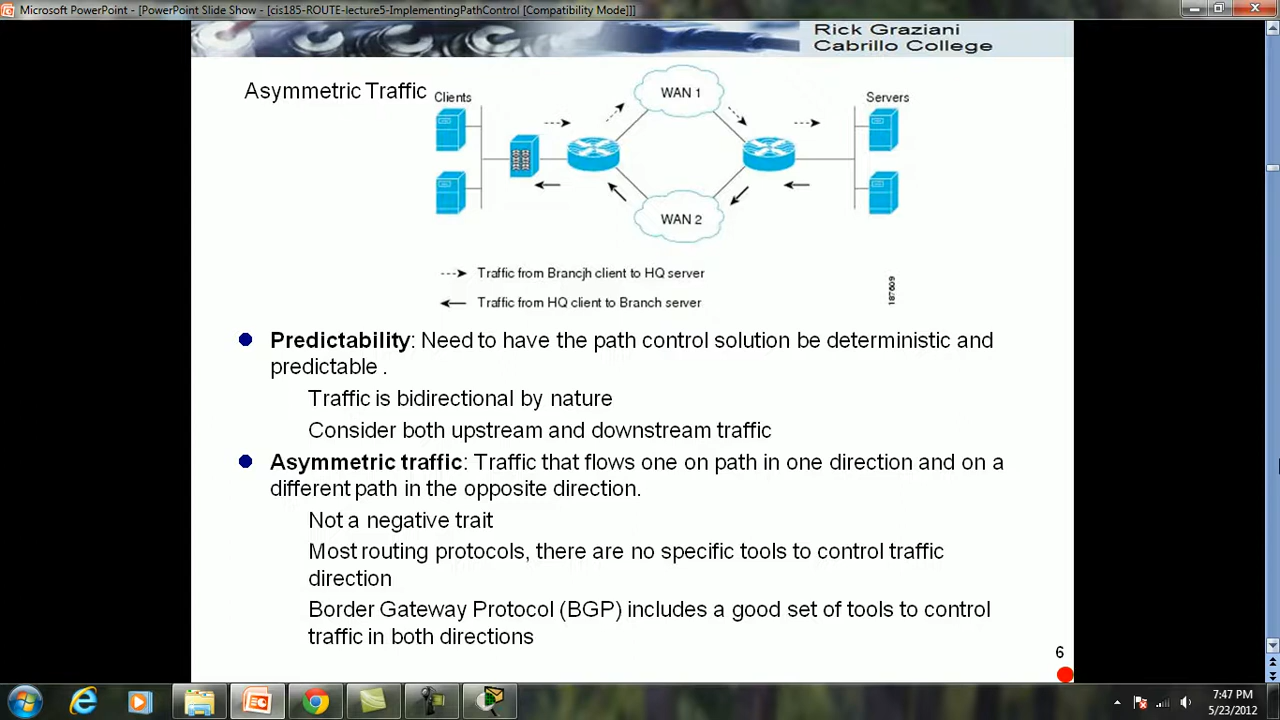 Microsoft PowerPoint - [PowerPoint Slide Show - [cis185-ROUTE-lecture5-ImplementingPathControl [Compatibility Mode]]]
Rick Graziani
Cabrillo College
Asymmetric Traffic
Clients
WAN 1
Servers
WAN 2
Traffic from Brancjh client to HQ server
Traffic from HQ client to Branch server
187609
Predictability: Need to have the path control solution be deterministic and
predictable .
Traffic is bidirectional by nature
Consider both upstream and downstream traffic
Asymmetric traffic: Traffic that flows one on path in one direction and on a
different path in the opposite direction.
Not a negative trait
Most routing protocols, there are no specific tools to control traffic
direction
Border Gateway Protocol (BGP) includes a good set of tools to control
traffic in both directions
6
7:47 PM
5/23/2012